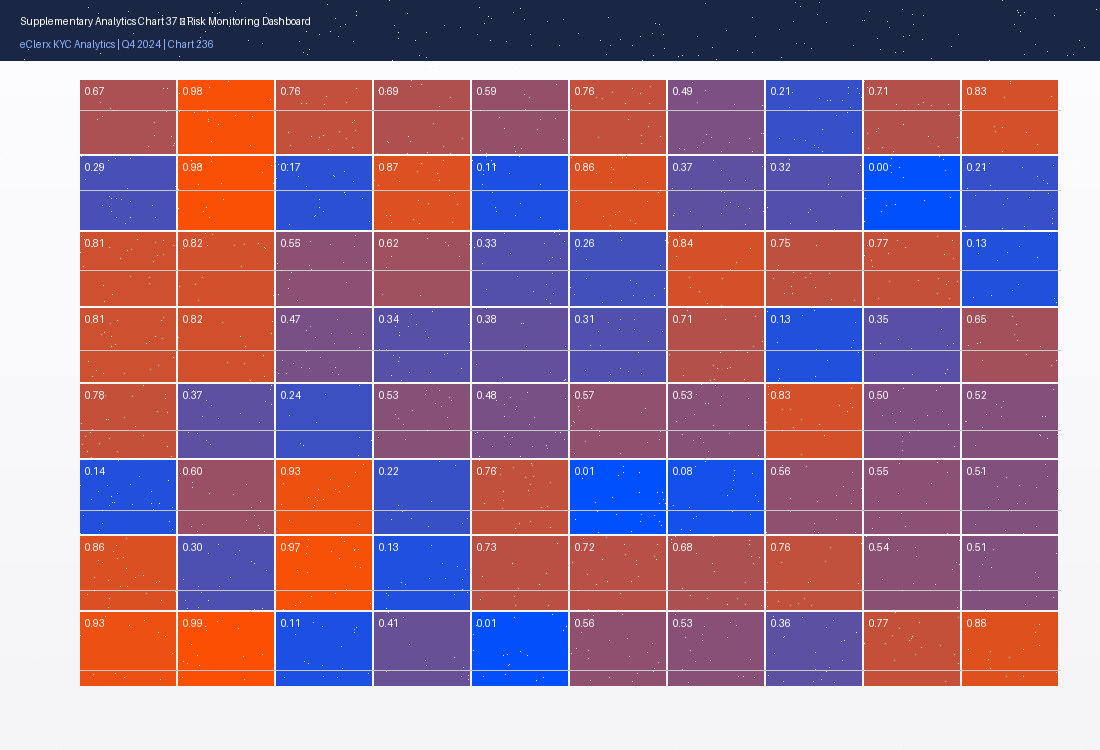 Supplementary Analytics Chart 37 Risk Monitoring Dashboard
eClerx KYC Analytics | Q4 2024 | Chart 236
0.67 0.98 0.76 0.69 0.59 0.76 0.49 0.21 0.71 0.83
0.29 0.98 0.17 0.87 0.11 0.86 0.37 0.32 0.00 0.21
0.81 0.82 0.55 0.62 0.33 0.26 0.84 0.75 0.77 0.13
0.81 0.82 0.47 0.34 0.38 0.31 0.71 0.13 0.35 0.65
0.78 0.37 0.24 0.53 0.48 0.57 0.53 0.83 0.50 0.52
0.14 0.60 0.93 0.22 0.76 0.01 0.08 0.56 0.55 0.51
0.86 0.30 0.97 0.13 0.73 0.72 0.68 0.76 0.54 0.51
0.93 0.99 0.11 0.41 0.01 0.56 0.53 0.36 0.77 0.88